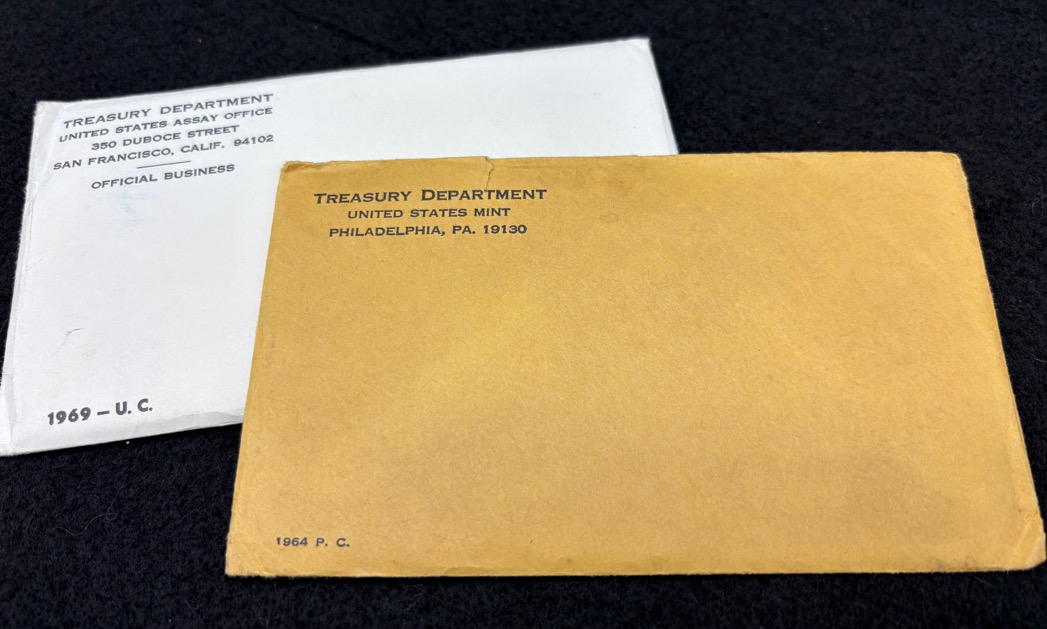 TREASURY DEPARTMENT
UNITED STATES ASSAY OFFICE
350 DUBOCE STREET
SAN FRANCISCO, CALIF. 94102
OFFICIAL BUSINESS
1969 – U. C.
TREASURY DEPARTMENT
UNITED STATES MINT
PHILADELPHIA, PA. 19130
1964 P. C.